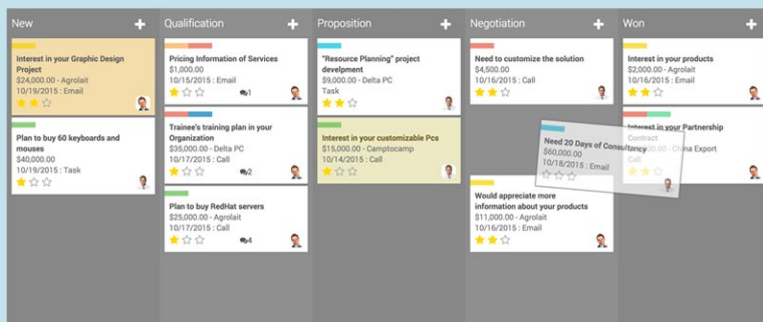 New
Interest in your Graphic Design
Project
$24,000.00 - Agrolait
10/19/2015 : Email
Plan to buy 60 keyboards and
mouses
$40,000.00
10/19/2015 : Task
Qualification
Pricing Information of Services
$1,000.00
10/15/2015 : Email
1
Trainee's training plan in your
Organization
$35,000.00 - Delta PC
10/17/2015 : Call
2
Plan to buy RedHat servers
$25,000.00 - Agrolait
10/17/2015 : Call
4
Proposition
"Resource Planning" project
develpment
$9,000.00 - Delta PC
Task
Interest in your customizable Pcs
$15,000.00 - Camptocamp
10/14/2015 : Call
Negotiation
Need to customize the solution
$4,500.00
10/16/2015 : Call
Need 20 Days of Consultancy
$60,000.00
10/18/2015 : Email
Would appreciate more
information about your products
$11,000.00 - Agrolait
10/16/2015 : Email
Won
Interest in your products
$2,000.00 - Agrolait
10/16/2015 : Email
Interest in your Partnership
Contract
00.00 - China Export
Call